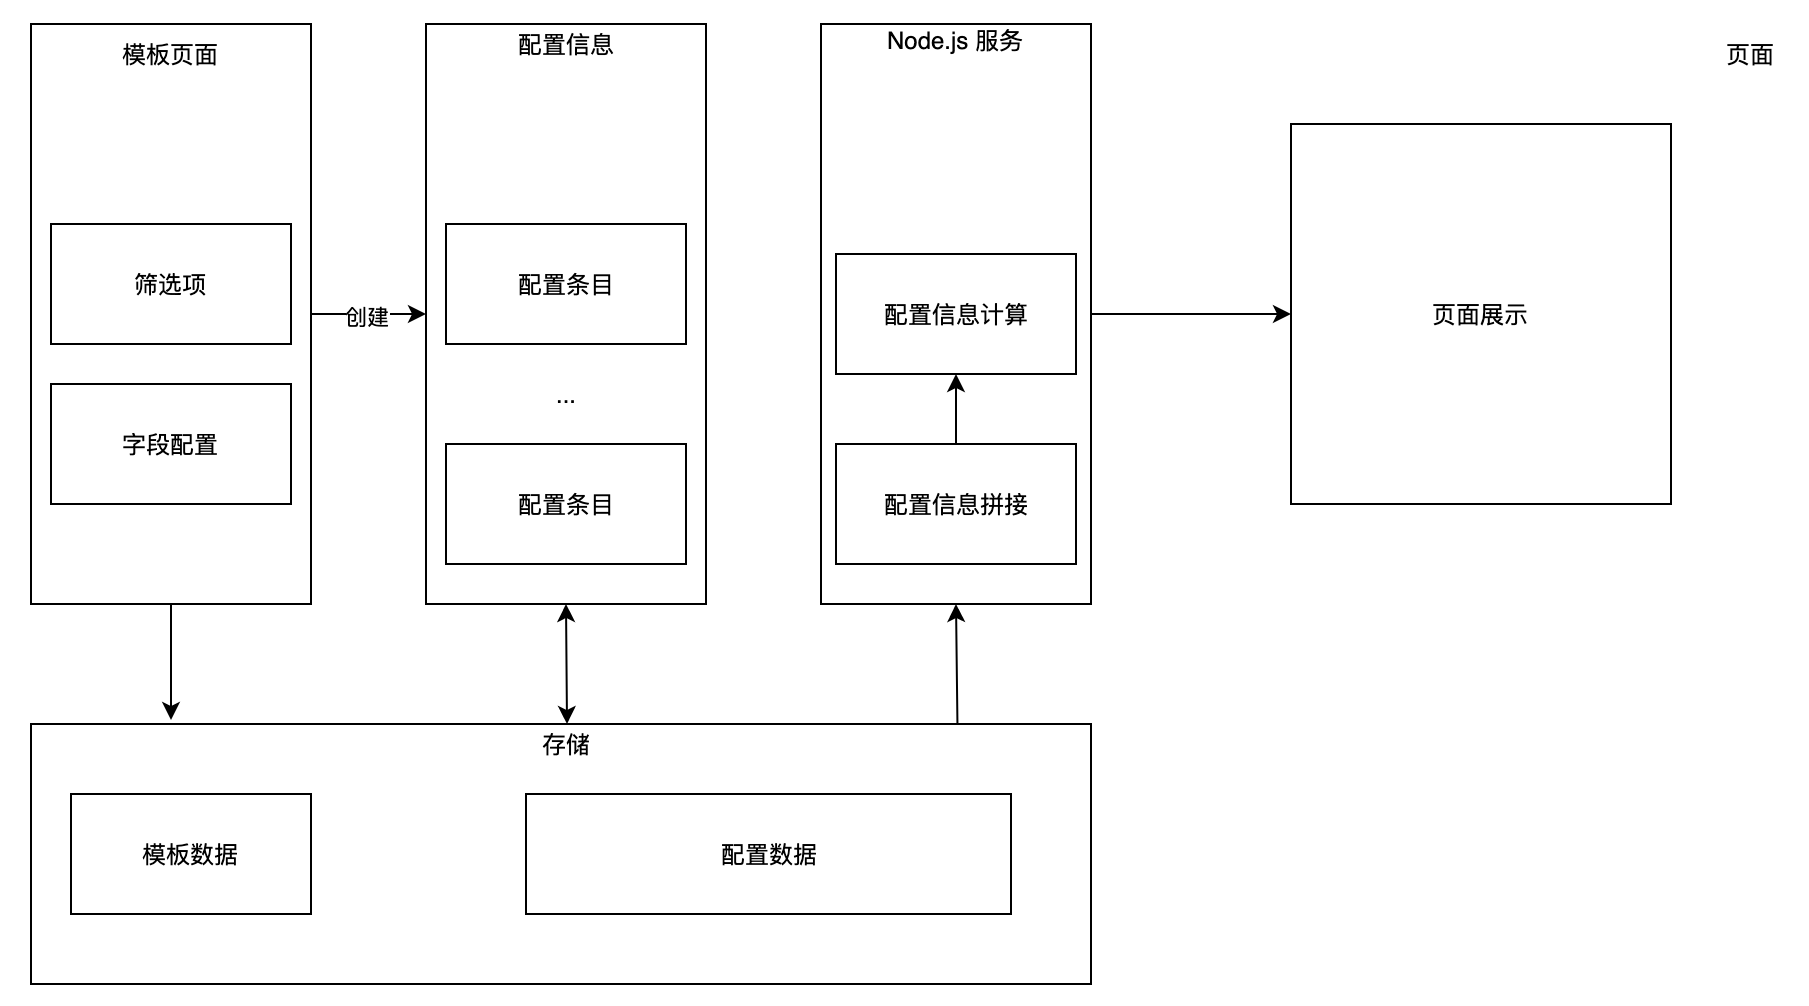 模板页面
筛选项
字段配置
创建
配置信息
配置条目
...
配置条目
Node.js 服务
配置信息计算
配置信息拼接
页面
页面展示
存储
模板数据
配置数据